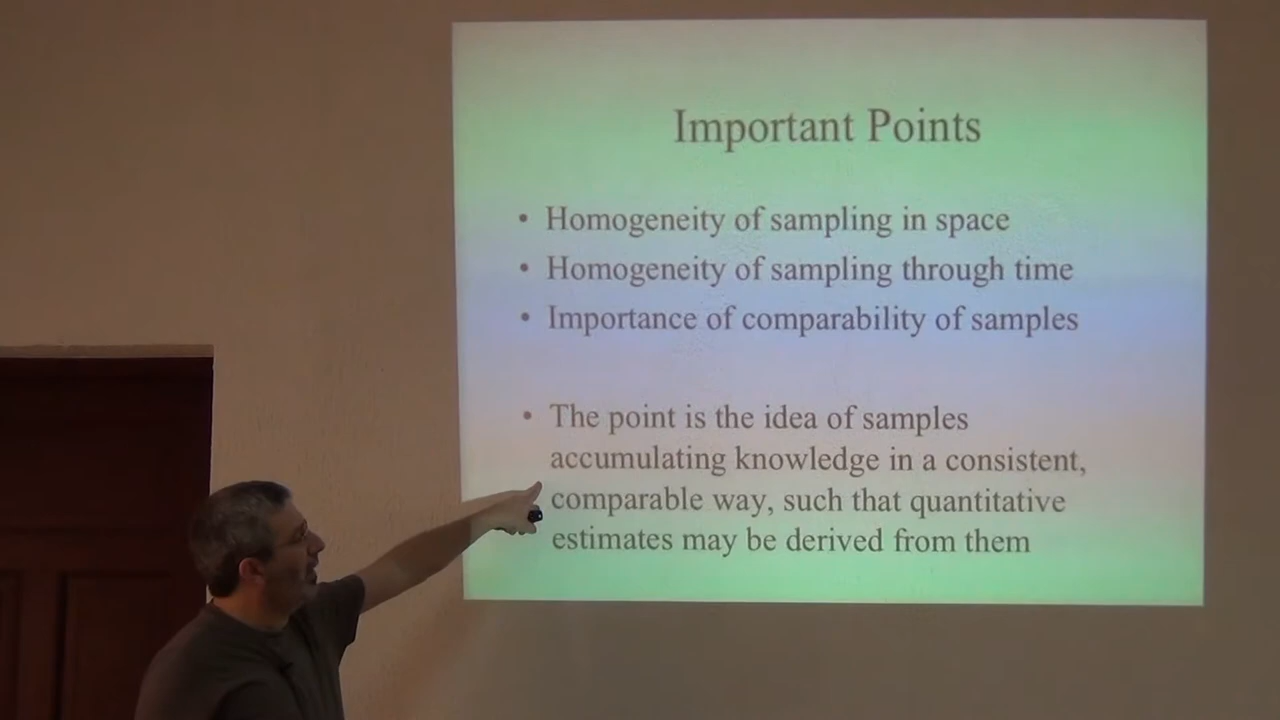 Important Points
• Homogeneity of sampling in space
• Homogeneity of sampling through time
• Importance of comparability of samples
• The point is the idea of samples
accumulating knowledge in a consistent,
comparable way, such that quantitative
estimates may be derived from them